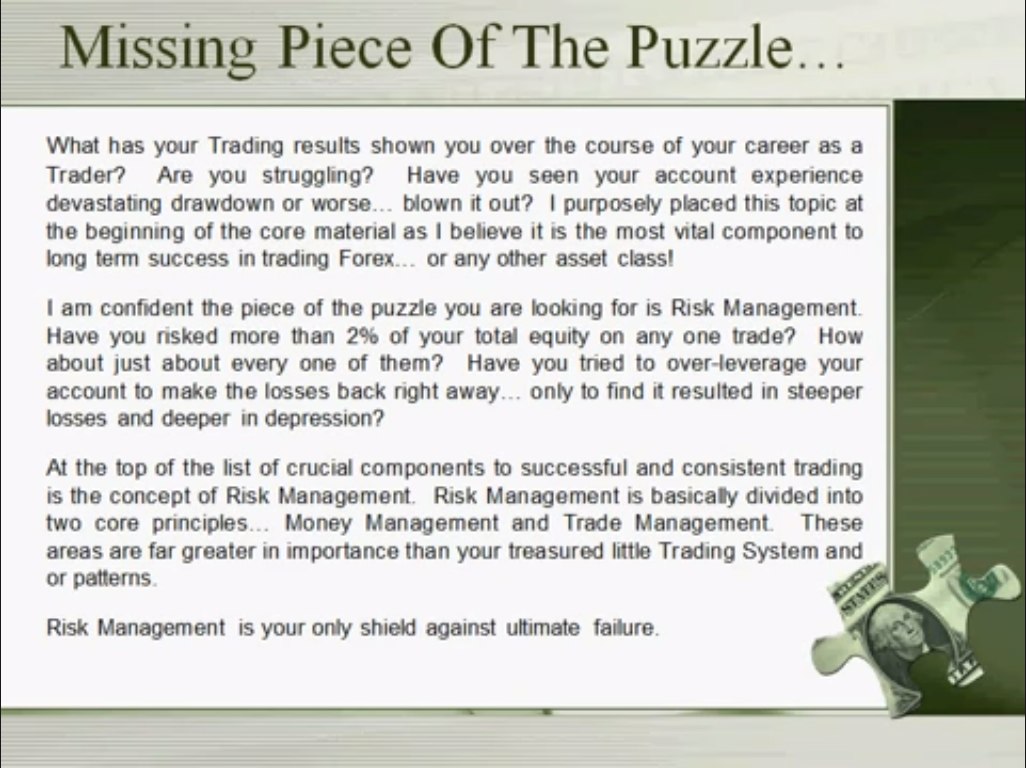 Missing Piece Of The Puzzle...
What has your Trading results shown you over the course of your career as a
Trader? Are you struggling? Have you seen your account experience
devastating drawdown or worse... blown it out? I purposely placed this topic at
the beginning of the core material as I believe it is the most vital component to
long term success in trading Forex... or any other asset class!
I am confident the piece of the puzzle you are looking for is Risk Management.
Have you risked more than 2% of your total equity on any one trade? How
about just about every one of them? Have you tried to over-leverage your
account to make the losses back right away... only to find it resulted in steeper
losses and deeper in depression?
At the top of the list of crucial components to successful and consistent trading
is the concept of Risk Management. Risk Management is basically divided into
two core principles... Money Management and Trade Management. These
areas are far greater in importance than your treasured little Trading System and
or patterns.
Risk Management is your only shield against ultimate failure.
STATES